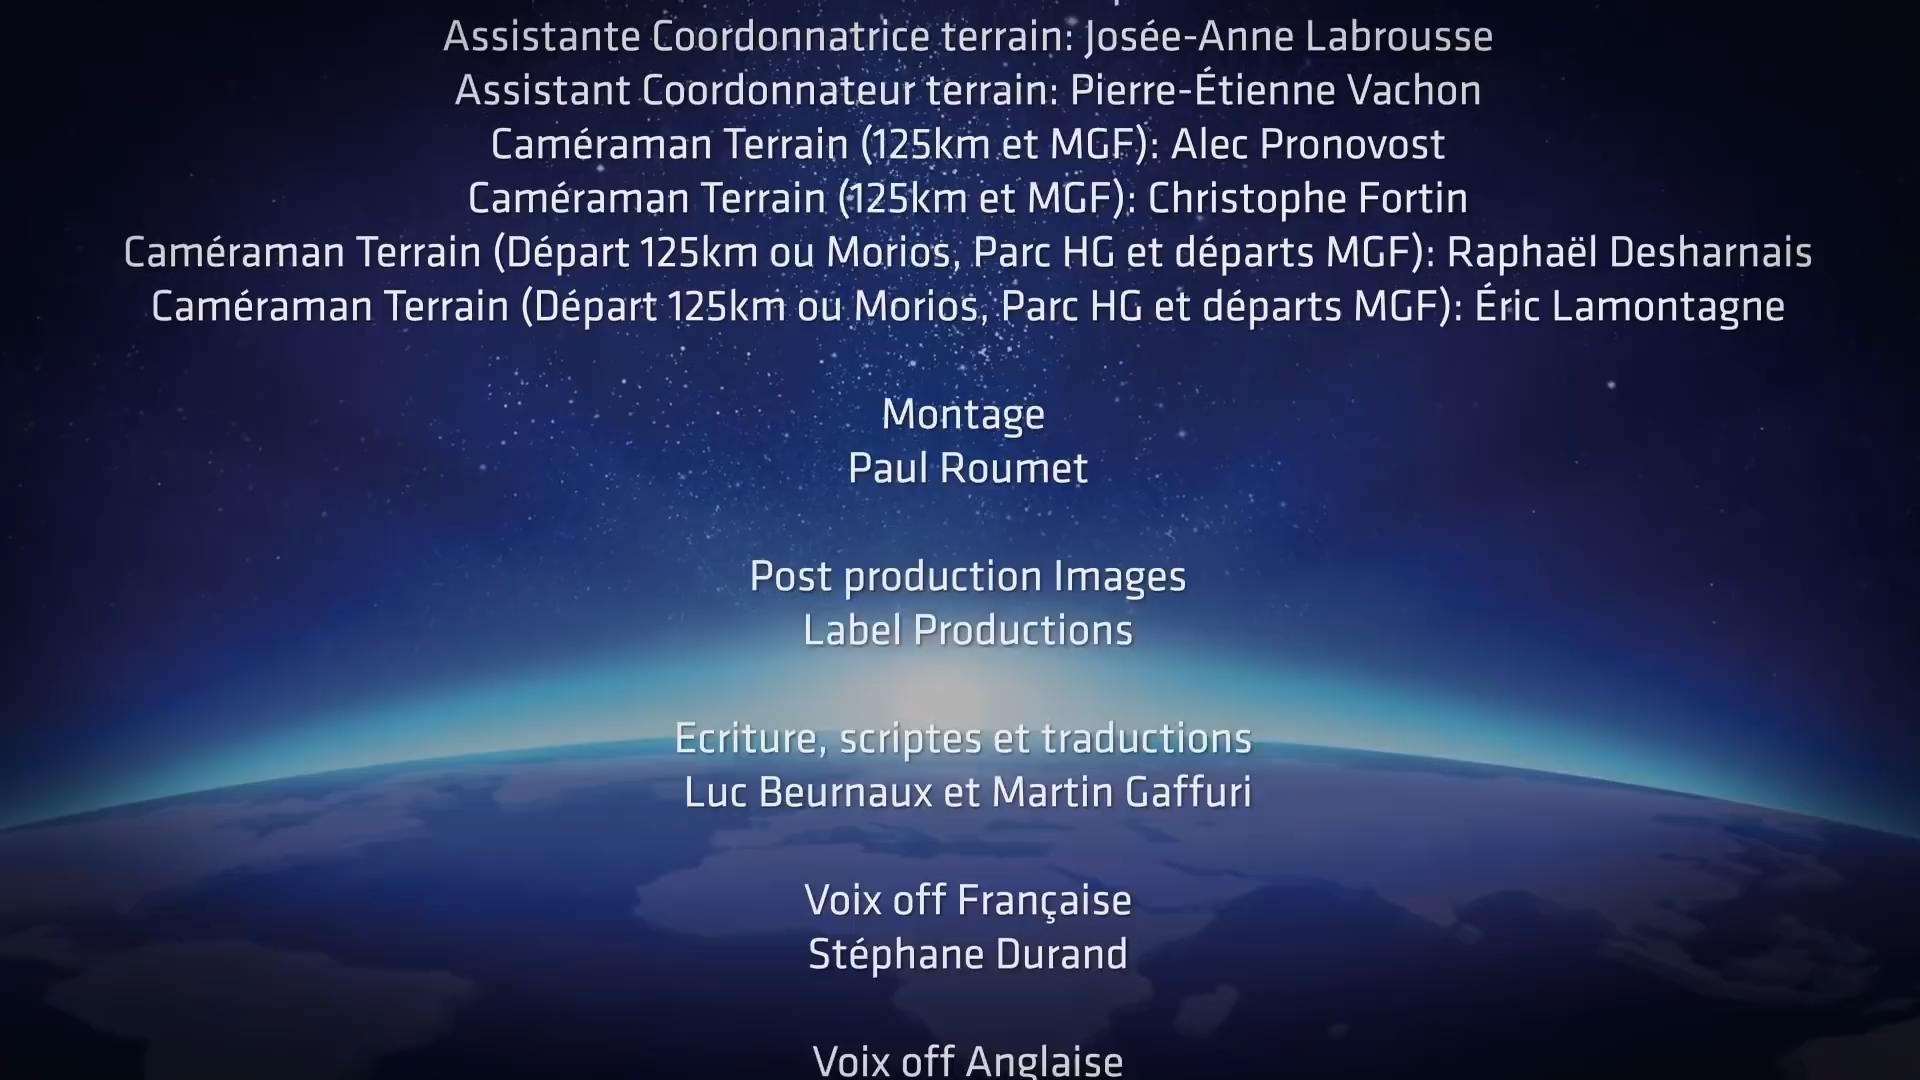 Assistante Coordonnatrice terrain: Josée-Anne Labrousse
Assistant Coordonnateur terrain: Pierre-Étienne Vachon
Caméraman Terrain (125km et MGF): Alec Pronovost
Caméraman Terrain (125km et MGF): Christophe Fortin
Caméraman Terrain (Départ 125km ou Morios, Parc HG et départs MGF): Raphaël Desharnais
Caméraman Terrain (Départ 125km ou Morios, Parc HG et départs MGF): Éric Lamontagne
Montage
Paul Roumet
Post production Images
Label Productions
Ecriture, scriptes et traductions
Luc Beurnaux et Martin Gaffuri
Voix off Française
Stéphane Durand
Voix off Anglaise